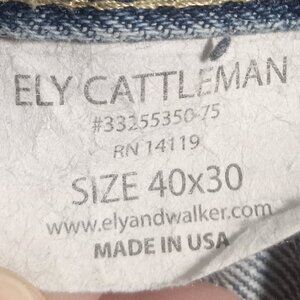 ELY CATTLEMAN
#33255350-75
RN 14119
SIZE 40x30
www.elyandwalker.com
MADE IN USA